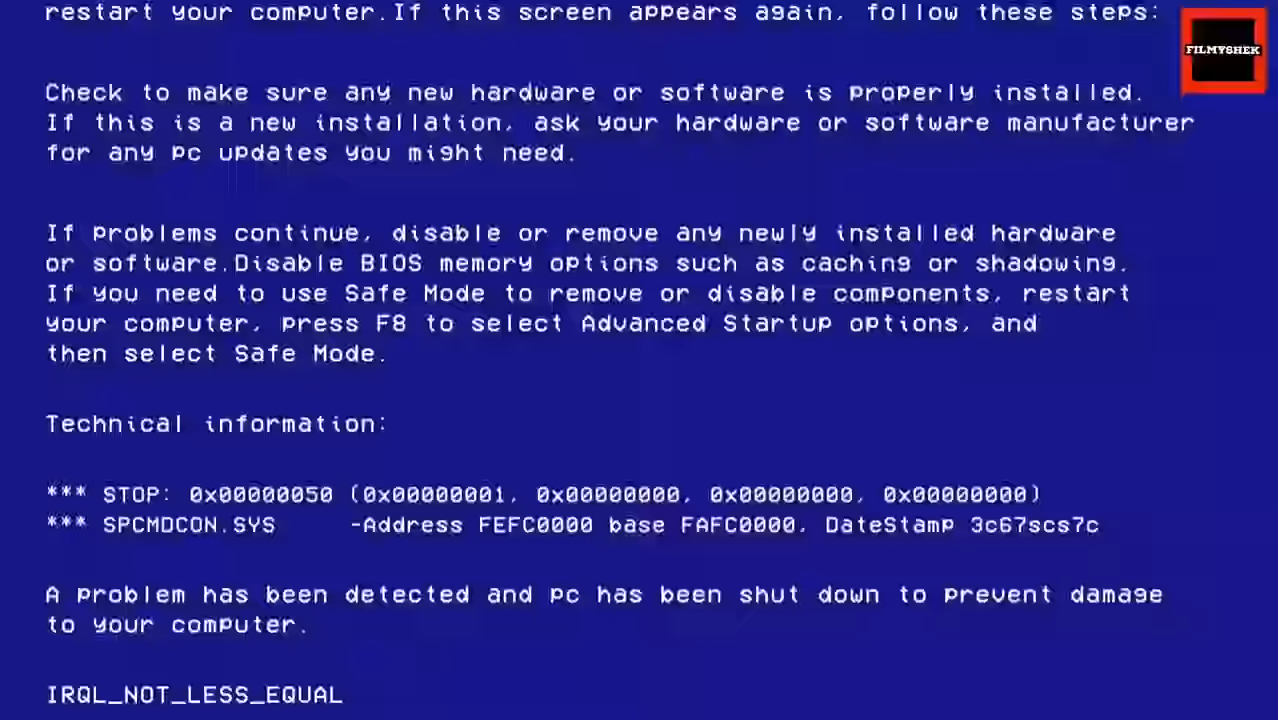 restart your computer.If this screen appears again, follow these steps:
FILMYSHEK
Check to make sure any new hardware or software is properly installed.
If this is a new installation, ask your hardware or software manufacturer
for any pc updates you might need.
If problems continue, disable or remove any newly installed hardware
or software.Disable BIOS memory options such as caching or shadowing.
If you need to use Safe Mode to remove or disable components, restart
your computer, press F8 to select Advanced Startup options, and
then select Safe Mode.
Technical information:
*** STOP: 0x00000050 (0x00000001, 0x00000000, 0x00000000, 0x00000000)
*** SPCMDCON.SYS -Address FEFC0000 base FAFC0000, DateStamp 3c67scs7c
A problem has been detected and pc has been shut down to prevent damage
to your computer.
IRQL_NOT_LESS_EQUAL